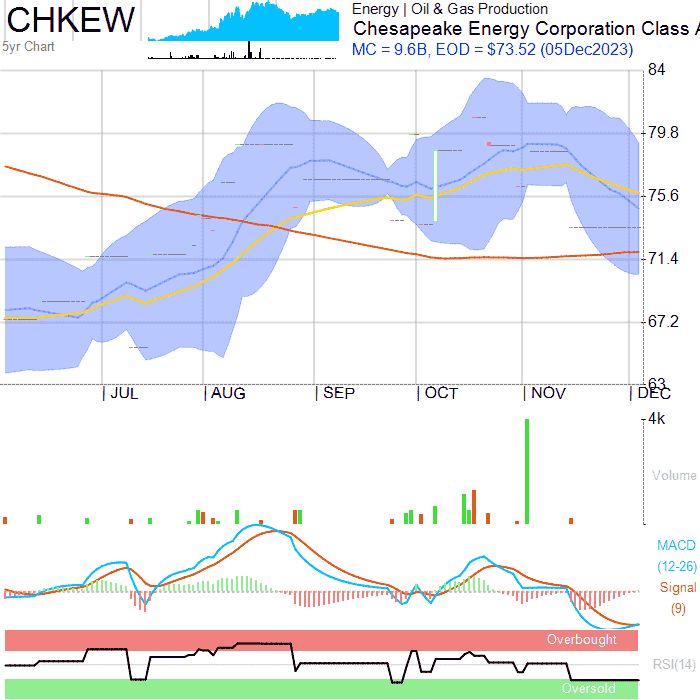 CHKEW
5yr Chart
Energy | Oil & Gas Production
Chesapeake Energy Corporation Class A
MC = 9.6B, EOD = $73.52 (05Dec2023)
84
79.8
75.6
71.4
67.2
63
JUL AUG SEP OCT NOV DEC
4k
Volume
MACD
(12-26)
Signal
(9)
Overbought
RSI(14)
Oversold